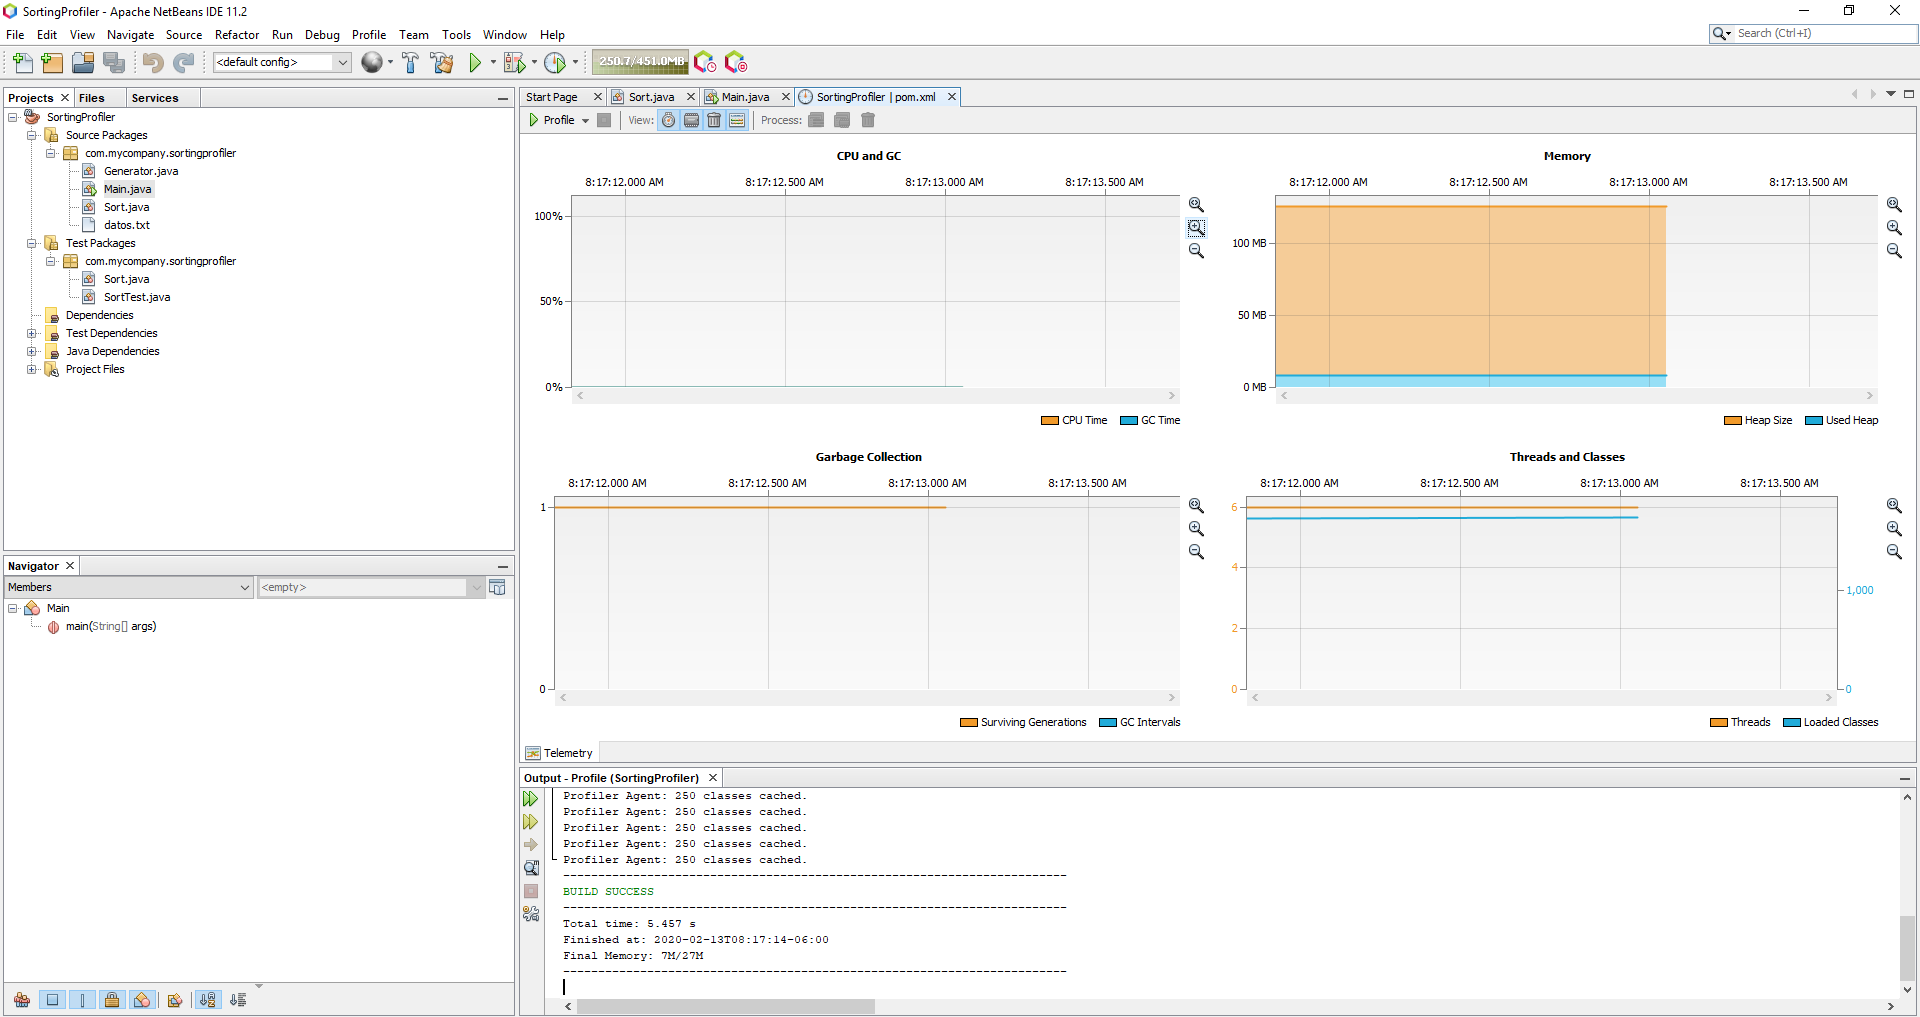 SortingProfiler - Apache NetBeans IDE 11.2
File Edit View Navigate Source Refactor Run Debug Profile Team Tools Window Help
Search (Ctrl+I)
<default config>
250.7/451.0MB
Projects Files Services
SortingProfiler
Source Packages
com.mycompany.sortingprofiler
Generator.java
Main.java
Sort.java
datos.txt
Test Packages
com.mycompany.sortingprofiler
Sort.java
SortTest.java
Dependencies
Test Dependencies
Java Dependencies
Project Files
Navigator
Members
<empty>
Main
main(String[] args)
Start Page Sort.java Main.java SortingProfiler | pom.xml
Profile View: Process:
CPU and GC
8:17:12.000 AM 8:17:12.500 AM 8:17:13.000 AM 8:17:13.500 AM
100%
50%
0%
CPU Time GC Time
Memory
8:17:12.000 AM 8:17:12.500 AM 8:17:13.000 AM 8:17:13.500 AM
100 MB
50 MB
0 MB
Heap Size Used Heap
Garbage Collection
8:17:12.000 AM 8:17:12.500 AM 8:17:13.000 AM 8:17:13.500 AM
1
0
Surviving Generations GC Intervals
Threads and Classes
8:17:12.000 AM 8:17:12.500 AM 8:17:13.000 AM 8:17:13.500 AM
6
4
1,000
2
0 0
Threads Loaded Classes
Telemetry
Output - Profile (SortingProfiler)
Profiler Agent: 250 classes cached.
Profiler Agent: 250 classes cached.
Profiler Agent: 250 classes cached.
Profiler Agent: 250 classes cached.
Profiler Agent: 250 classes cached.
------------------------------------------------------------------------
BUILD SUCCESS
------------------------------------------------------------------------
Total time: 5.457 s
Finished at: 2020-02-13T08:17:14-06:00
Final Memory: 7M/27M
------------------------------------------------------------------------